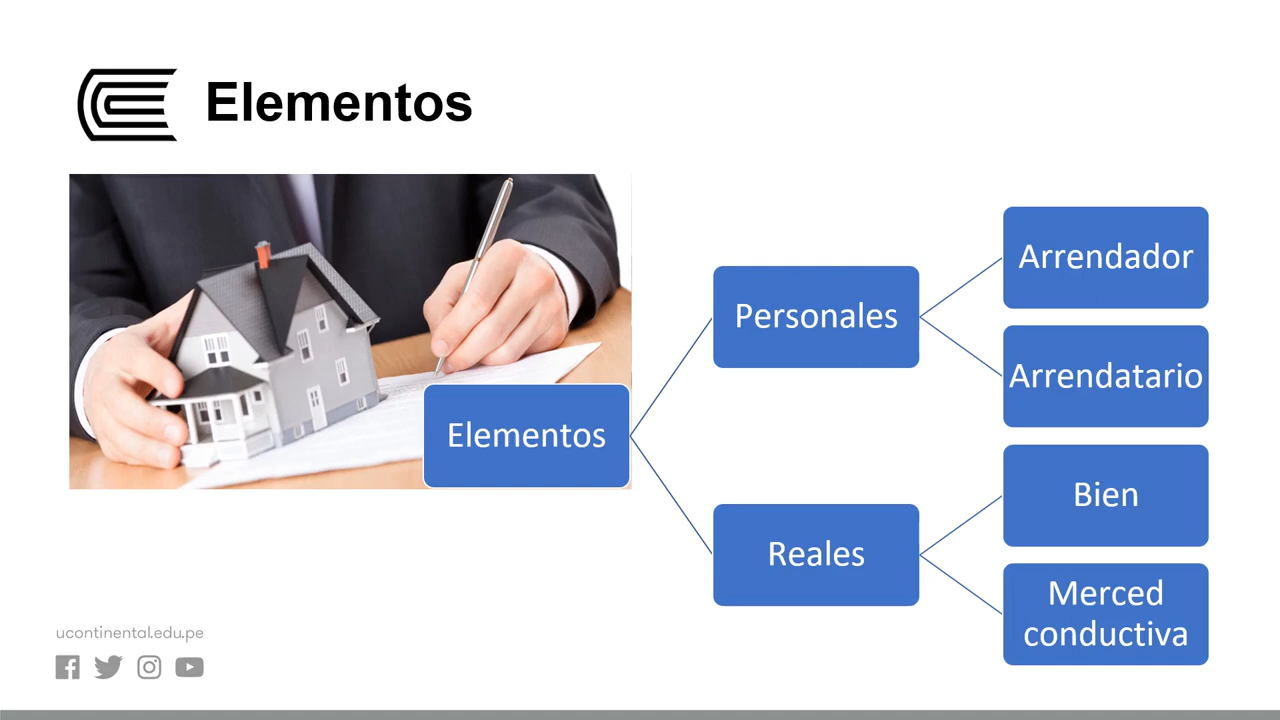 Elementos
Elementos
Personales
Reales
Arrendador
Arrendatario
Bien
Merced
conductiva
ucontinental.edu.pe